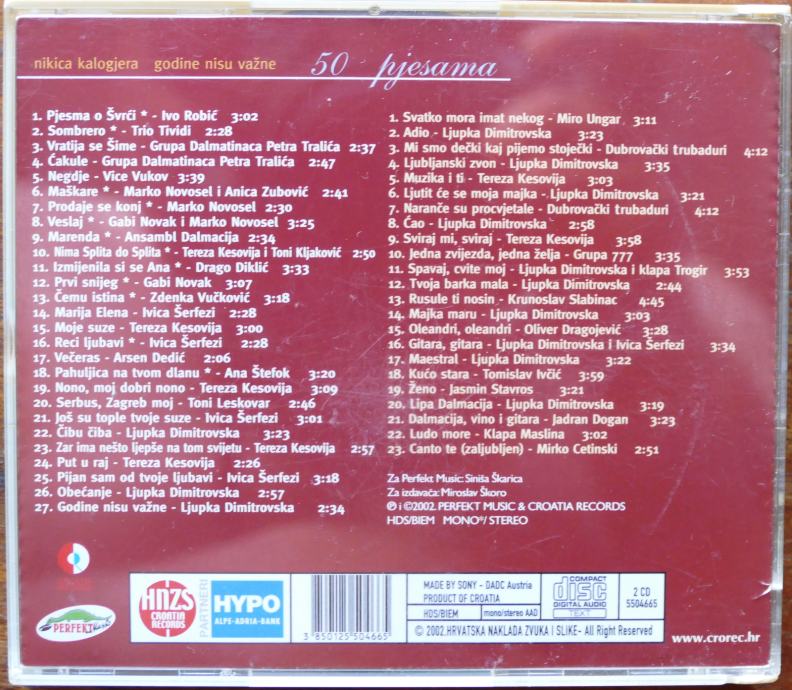 nikica kalogjera godine nisu važne 50 pjesama
1. Pjesma o Švrći * - Ivo Robić 3:02
2. Sombrero * - Trio Tividi 2:28
3. Vratija se Šime - Grupa Dalmatinaca Petra Tralića 2:37
4. Ćakule - Grupa Dalmatinaca Petra Tralića 2:47
5. Negdje - Vice Vukov 3:39
6. Maškare * - Marko Novosel i Anica Zubović 2:41
7. Prodaje se konj * - Marko Novosel 2:30
8. Veslaj * - Gabi Novak i Marko Novosel 3:25
9. Marenda * - Ansambl Dalmacija 2:34
10. Nima Splita do Splita * - Tereza Kesovija i Toni Kljaković 2:50
11. Izmijenila si se Ana * - Drago Diklić 3:33
12. Prvi snijeg * - Gabi Novak 3:07
13. Čemu istina * - Zdenka Vučković 3:18
14. Marija Elena - Ivica Šerfezi 2:28
15. Moje suze - Tereza Kesovija 3:00
16. Reci ljubavi * - Ivica Šerfezi 2:28
17. Večeras - Arsen Dedić 2:06
18. Pahuljica na tvom dlanu * - Ana Štefok 3:20
19. Nono, moj dobri nono - Tereza Kesovija 3:09
20. Serbus, Zagreb moj - Toni Leskovar 2:46
21. Još su tople tvoje suze - Ivica Šerfezi 3:01
22. Čibu čiba - Ljupka Dimitrovska 3:23
23. Zar ima nešto ljepše na tom svijetu - Tereza Kesovija 2:57
24. Put u raj - Tereza Kesovija 2:26
25. Pijan sam od tvoje ljubavi - Ivica Šerfezi 3:18
26. Obećanje - Ljupka Dimitrovska 2:57
27. Godine nisu važne - Ljupka Dimitrovska 2:34
1. Svatko mora imat nekog - Miro Ungar 3:11
2. Adio - Ljupka Dimitrovska 3:23
3. Mi smo dečki kaj pijemo stoječki - Dubrovački trubaduri 4:12
4. Ljubljanski zvon - Ljupka Dimitrovska 3:35
5. Muzika i ti - Tereza Kesovija 3:03
6. Ljutit će se moja majka - Ljupka Dimitrovska 3:21
7. Naranče su procvjetale - Dubrovački trubaduri 4:12
8. Ćao - Ljupka Dimitrovska 2:58
9. Sviraj mi, sviraj - Tereza Kesovija 3:58
10. Jedna zvijezda, jedna želja - Grupa 777 3:35
11. Spavaj, cvite moj - Ljupka Dimitrovska i klapa Trogir 3:53
12. Tvoja barka mala - Ljupka Dimitrovska 2:44
13. Rusule ti nosin - Krunoslav Slabinac 4:45
14. Majka maru - Ljupka Dimitrovska 3:03
15. Oleandri, oleandri - Oliver Dragojević 3:28
16. Gitara, gitara - Ljupka Dimitrovska i Ivica Šerfezi 3:34
17. Maestral - Ljupka Dimitrovska 3:22
18. Kućo stara - Tomislav Ivčić 3:59
19. Ženo - Jasmin Stavros 3:21
20. Lipa Dalmacija - Ljupka Dimitrovska 3:19
21. Dalmacija, vino i gitara - Jadran Dogan 3:23
22. Ludo more - Klapa Maslina 3:02
23. Canto te (zaljubljen) - Mirko Cetinski 2:51
Za Perfekt Music: Siniša Škarica
Za izdavača: Miroslav Škoro
℗ i ©2002. PERFEKT MUSIC & CROATIA RECORDS
HDS/BIEM MONO*/ STEREO
PERFEKT Music
HNZS
CROATIA
RECORDS
PARTNERI
HYPO
ALPE-ADRIA-BANK
3 850125 504665
MADE BY SONY - DADC Austria
PRODUCT OF CROATIA
HDS/BIEM mono/stereo AAD
COMPACT
disc
DIGITAL AUDIO
TEXT
2 CD
5504665
© 2002.HRVATSKA NAKLADA ZVUKA I SLIKE- All Right Reserved
www.crorec.hr